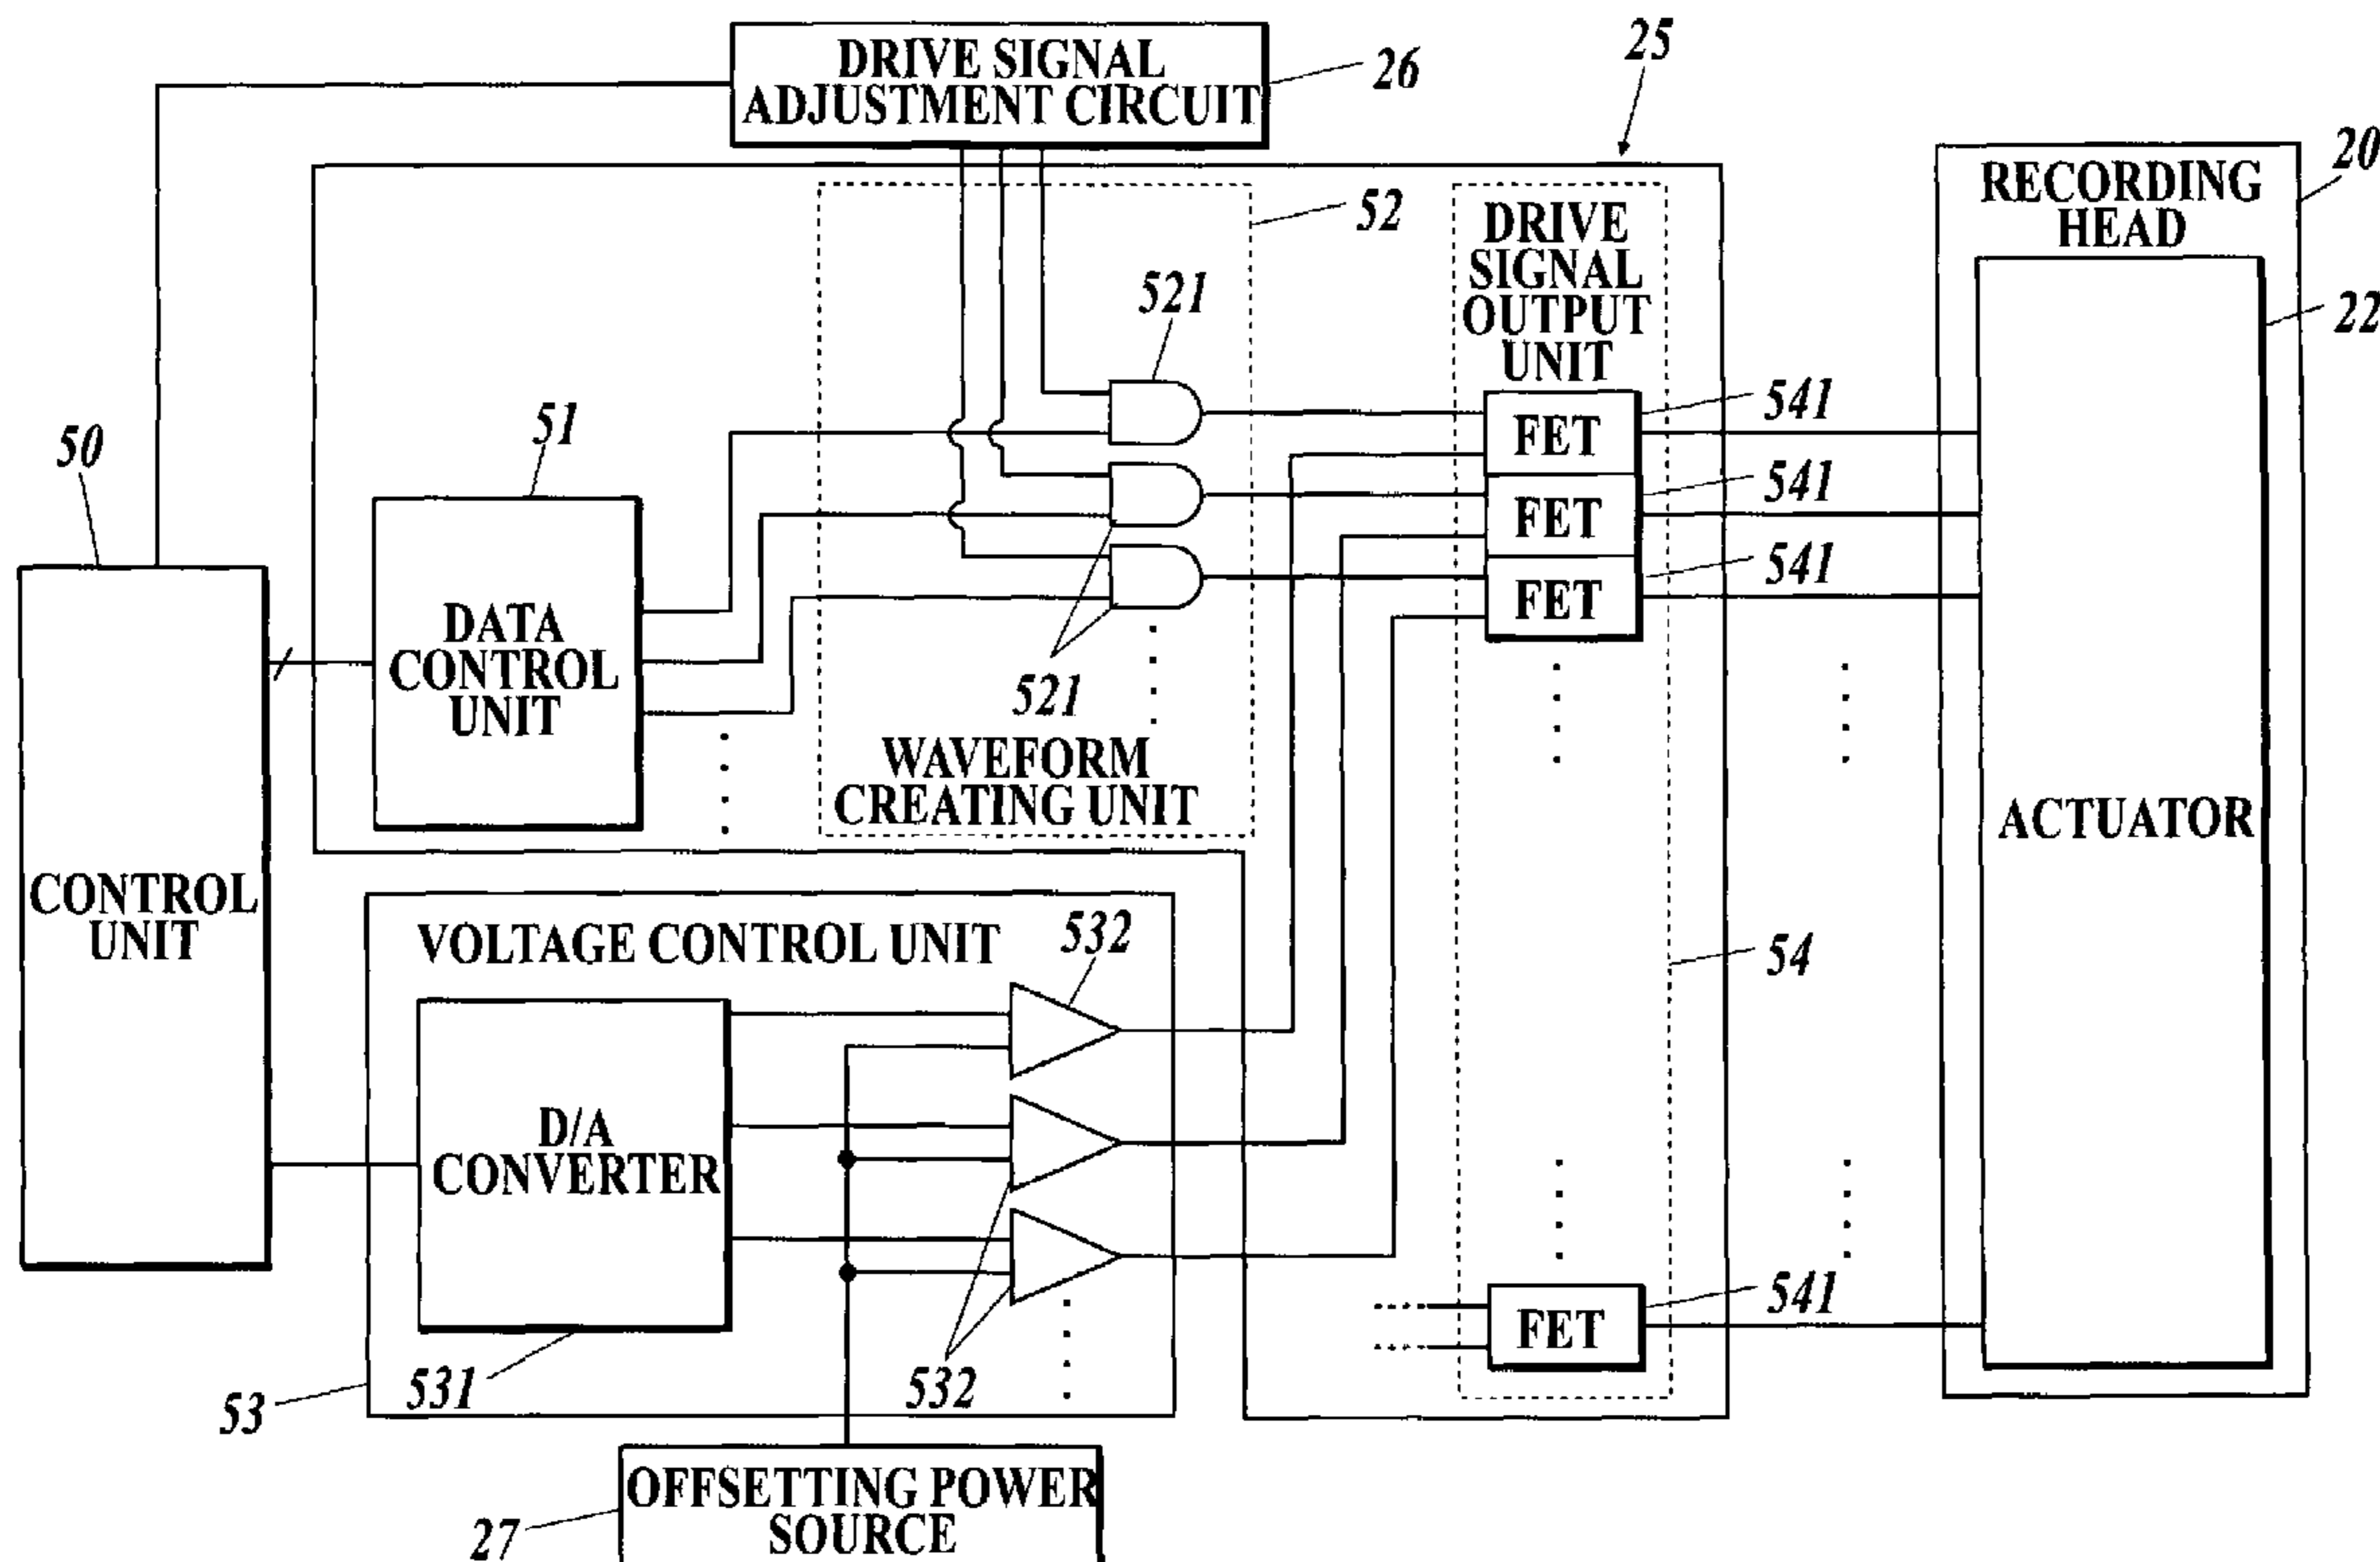 DRIVE SIGNAL
ADJUSTMENT CIRCUIT
26
25
20
RECORDING
HEAD
22
52
DRIVE
SIGNAL
OUTPUT
UNIT
521
541
FET
51
50
541
FET
541
FET
DATA
CONTROL
UNIT
521
WAVEFORM
CREATING UNIT
ACTUATOR
CONTROL
UNIT
VOLTAGE CONTROL UNIT
532
54
D/A
CONVERTER
541
FET
531
532
53
OFFSETTING POWER
SOURCE
27